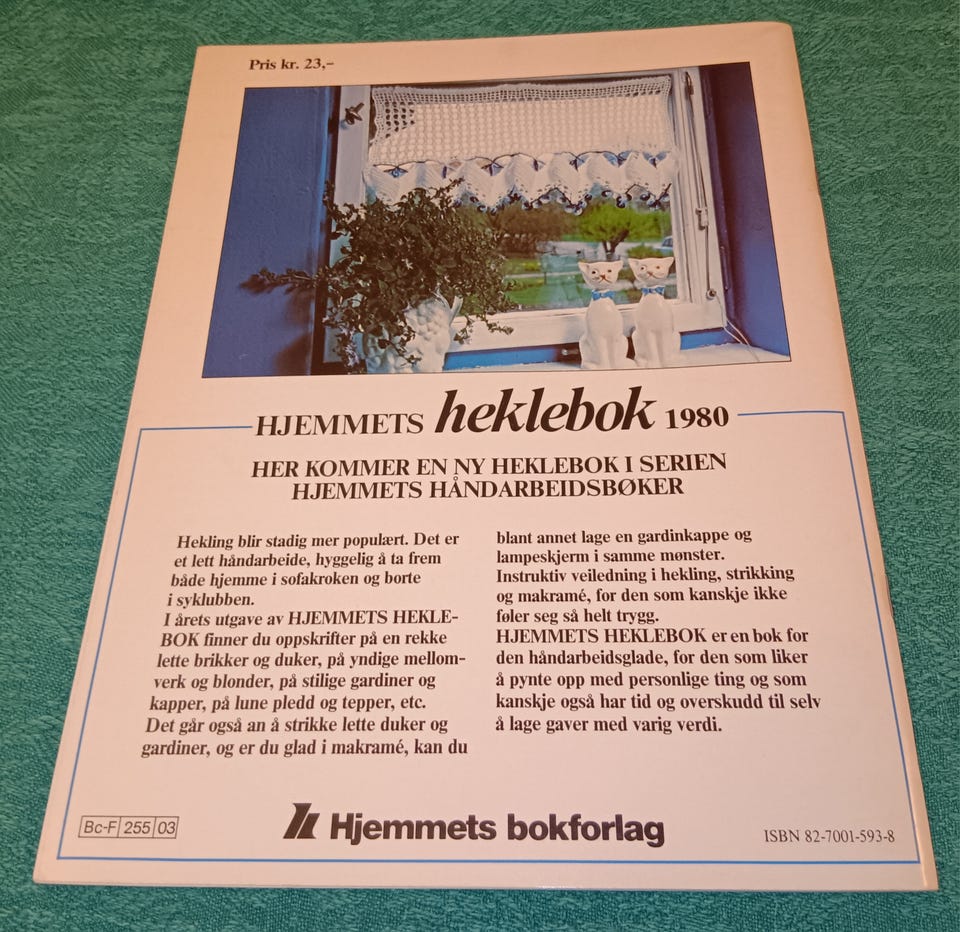 Pris kr. 23,-
HJEMMETS heklebok 1980
HER KOMMER EN NY HEKLEBOK I SERIEN
HJEMMETS HÅNDARBEIDSBØKER
Hekling blir stadig mer populært. Det er
et lett håndarbeide, hyggelig å ta frem
både hjemme i sofakroken og borte
i syklubben.
I årets utgave av HJEMMETS HEKLE-
BOK finner du oppskrifter på en rekke
lette brikker og duker, på yndige mellom-
verk og blonder, på stilige gardiner og
kapper, på lune pledd og tepper, etc.
Det går også an å strikke lette duker og
gardiner, og er du glad i makramé, kan du
blant annet lage en gardinkappe og
lampeskjerm i samme mønster.
Instruktiv veiledning i hekling, strikking
og makramé, for den som kanskje ikke
føler seg så helt trygg.
HJEMMETS HEKLEBOK er en bok for
den håndarbeidsglade, for den som liker
å pynte opp med personlige ting og som
kanskje også har tid og overskudd til selv
å lage gaver med varig verdi.
Bc-F 255 03
Hjemmets bokforlag
ISBN 82-7001-593-8